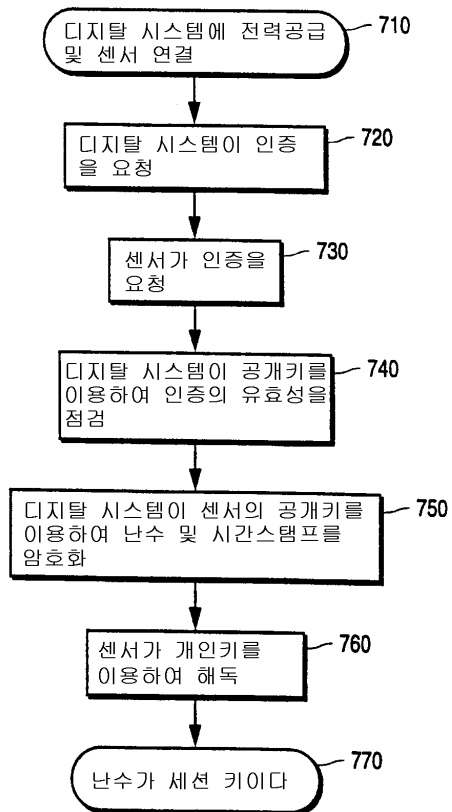 디지탈 시스템에 전력공급
및 센서 연결
710
디지탈 시스템이 인증
을 요청
720
센서가 인증을
요청
730
디지탈 시스템이 공개키를
이용하여 인증의 유효성을
점검
740
디지탈 시스템이 센서의 공개키를
이용하여 난수 및 시간스탬프를
암호화
750
센서가 개인키를
이용하여 해독
760
난수가 세션 키이다
770